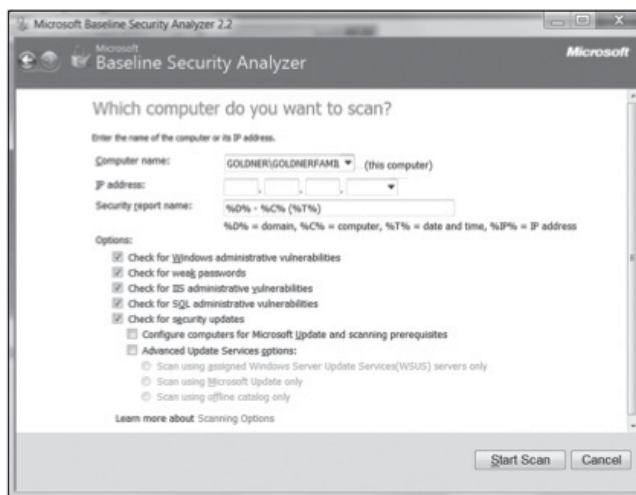 Microsoft Baseline Security Analyzer 2.2
Microsoft
Baseline Security Analyzer
Microsoft
Which computer do you want to scan?
Enter the name of the computer or its IP address.
Computer name: GOLDNER\GOLDNERFAMIL (this computer)
IP address: . . .
Security report name: %D% - %C% (%T%)
%D% = domain, %C% = computer, %T% = date and time, %IP% = IP address
Options:
Check for Windows administrative vulnerabilities
Check for weak passwords
Check for IIS administrative vulnerabilities
Check for SQL administrative vulnerabilities
Check for security updates
Configure computers for Microsoft Update and scanning prerequisites
Advanced Update Services options:
Scan using assigned Windows Server Update Services(WSUS) servers only
Scan using Microsoft Update only
Scan using offline catalog only
Learn more about Scanning Options
Start Scan Cancel